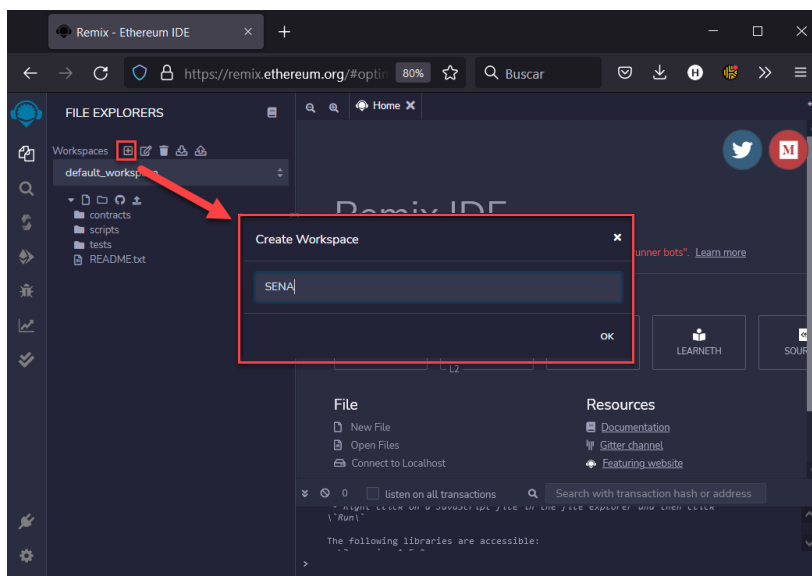 Remix - Ethereum IDE
https://remix.ethereum.org/#optin
80%
Buscar
FILE EXPLORERS
Home
Workspaces
default_workspace
contracts
scripts
tests
README.txt
Remix IDE
unner bots". Learn more
Create Workspace
SENA
OK
LEARNETH
SOUR
L2
File
Resources
New File
Documentation
Open Files
Gitter channel
Connect to Localhost
Featuring website
0
listen on all transactions
Search with transaction hash or address
- Right click on a JavaScript file in the file explorer and then click
\`Run\`
The following libraries are accessible:
>